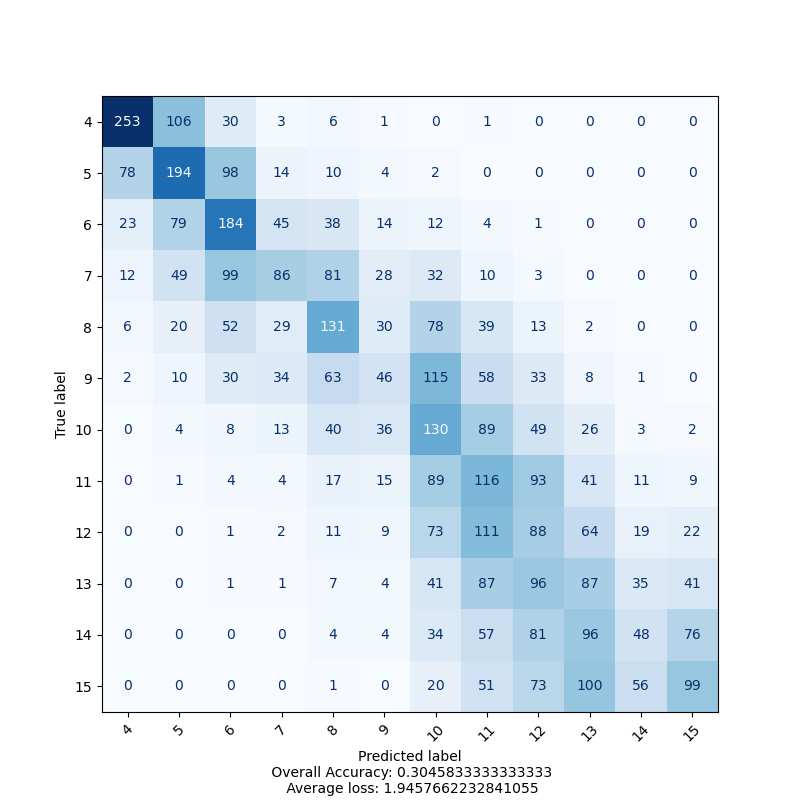 True label
4 253 106 30 3 6 1 0 1 0 0 0 0
5 78 194 98 14 10 4 2 0 0 0 0 0
6 23 79 184 45 38 14 12 4 1 0 0 0
7 12 49 99 86 81 28 32 10 3 0 0 0
8 6 20 52 29 131 30 78 39 13 2 0 0
9 2 10 30 34 63 46 115 58 33 8 1 0
10 0 4 8 13 40 36 130 89 49 26 3 2
11 0 1 4 4 17 15 89 116 93 41 11 9
12 0 0 1 2 11 9 73 111 88 64 19 22
13 0 0 1 1 7 4 41 87 96 87 35 41
14 0 0 0 0 4 4 34 57 81 96 48 76
15 0 0 0 0 1 0 20 51 73 100 56 99
4 5 6 7 8 9 10 11 12 13 14 15
Predicted label
Overall Accuracy: 0.3045833333333333
Average loss: 1.9457662232841055